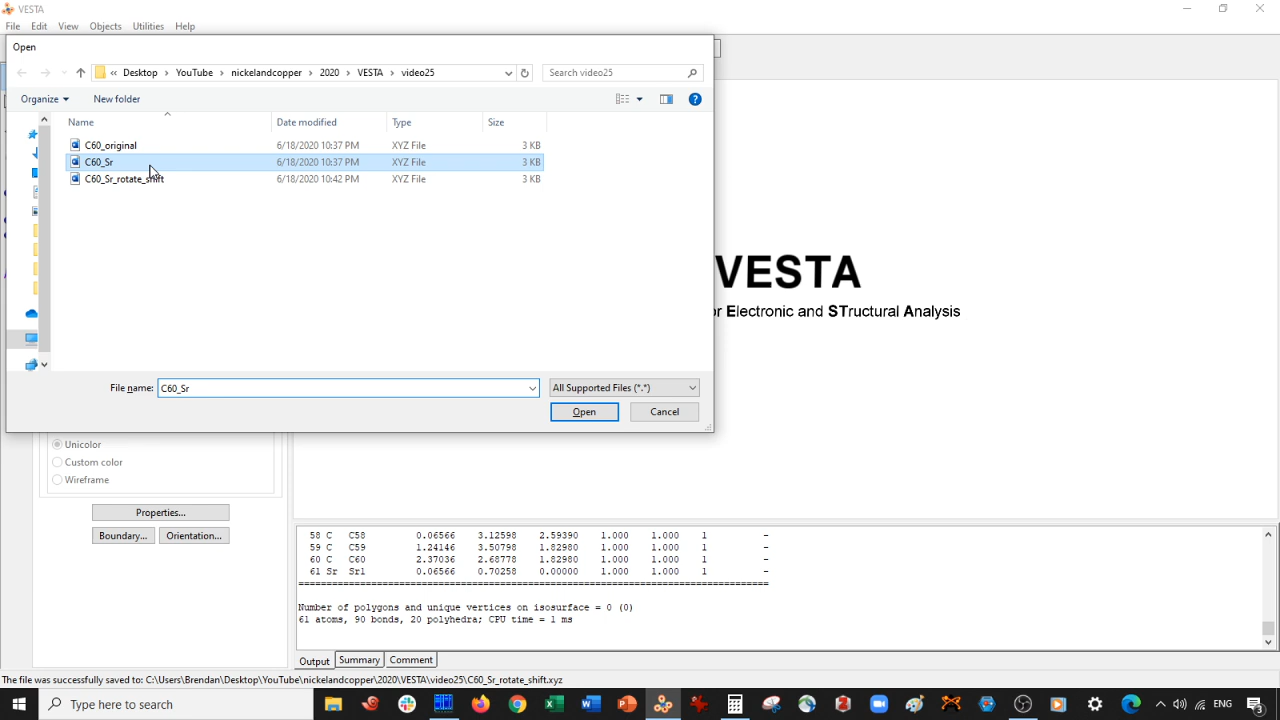 VESTA
File Edit View Objects Utilities Help
Open
« Desktop › YouTube › nickelandcopper › 2020 › VESTA › video25
Search video25
Organize New folder
Name Date modified Type Size
C60_original 6/18/2020 10:37 PM XYZ File 3 KB
C60_Sr 6/18/2020 10:37 PM XYZ File 3 KB
C60_Sr_rotate_shift 6/18/2020 10:42 PM XYZ File 3 KB
VESTA
or Electronic and STructural Analysis
File name: C60_Sr All Supported Files (*.*)
Open Cancel
Unicolor
Custom color
Wireframe
Properties...
Boundary... Orientation...
58 C C58 0.06566 3.12598 2.59390 1.000 1.000 1 -
59 C C59 1.24146 3.50798 1.82980 1.000 1.000 1 -
60 C C60 2.37036 2.68778 1.82980 1.000 1.000 1 -
61 Sr Sr1 0.06566 0.70258 0.00000 1.000 1.000 1 -
Number of polygons and unique vertices on isosurface = 0 (0)
61 atoms, 90 bonds, 20 polyhedra; CPU time = 1 ms
Output Summary Comment
The file was successfully saved to: C:\Users\Brendan\Desktop\YouTube\nickelandcopper\2020\VESTA\video25\C60_Sr_rotate_shift.xyz
Type here to search
ENG
3